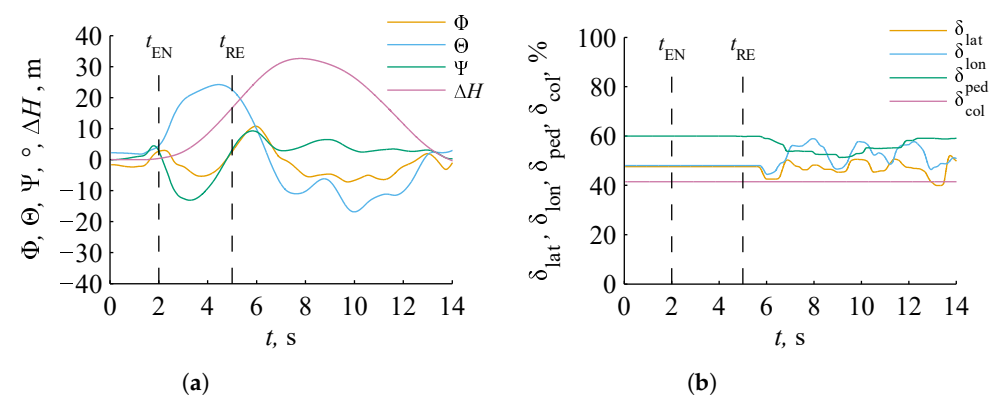 40
30
20
10
0
−10
−20
−30
−40
0 2 4 6 8 10 12 14
t, s
Φ, Θ, Ψ, °, ΔH, m
t_EN
t_RE
Φ
Θ
Ψ
ΔH
(a)
100
80
60
40
20
0
0 2 4 6 8 10 12 14
t, s
δ_lat, δ_lon, δ_ped, δ_col, %
t_EN
t_RE
δ_lat
δ_lon
δ_ped
δ_col
(b)